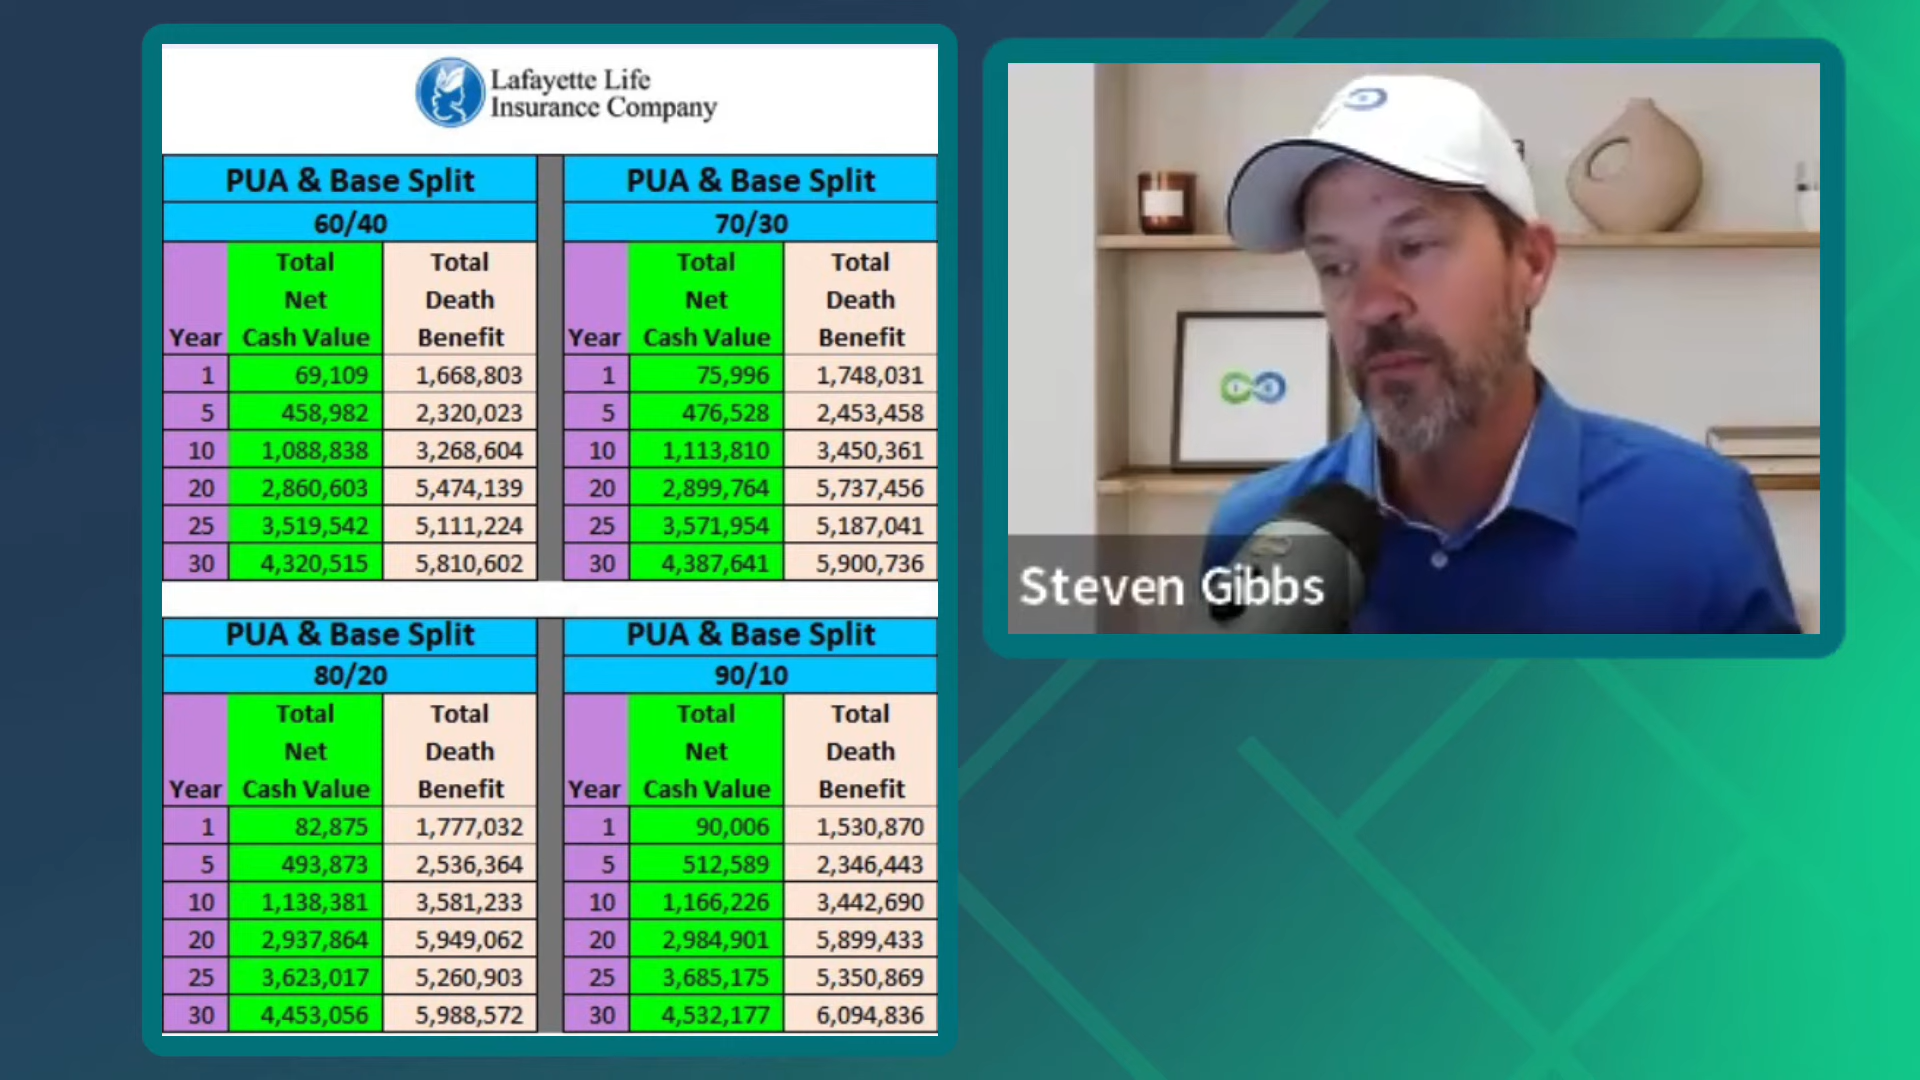 Lafayette Life
Insurance Company
PUA & Base Split
60/40
Total Total
Net Death
Year Cash Value Benefit
1 69,109 1,668,803
5 458,982 2,320,023
10 1,088,838 3,268,604
20 2,860,603 5,474,139
25 3,519,542 5,111,224
30 4,320,515 5,810,602
PUA & Base Split
70/30
Total Total
Net Death
Year Cash Value Benefit
1 75,996 1,748,031
5 476,528 2,453,458
10 1,113,810 3,450,361
20 2,899,764 5,737,456
25 3,571,954 5,187,041
30 4,387,641 5,900,736
PUA & Base Split
80/20
Total Total
Net Death
Year Cash Value Benefit
1 82,875 1,777,032
5 493,873 2,536,364
10 1,138,381 3,581,233
20 2,937,864 5,949,062
25 3,623,017 5,260,903
30 4,453,056 5,988,572
PUA & Base Split
90/10
Total Total
Net Death
Year Cash Value Benefit
1 90,006 1,530,870
5 512,589 2,346,443
10 1,166,226 3,442,690
20 2,984,901 5,899,433
25 3,685,175 5,350,869
30 4,532,177 6,094,836
Steven Gibbs